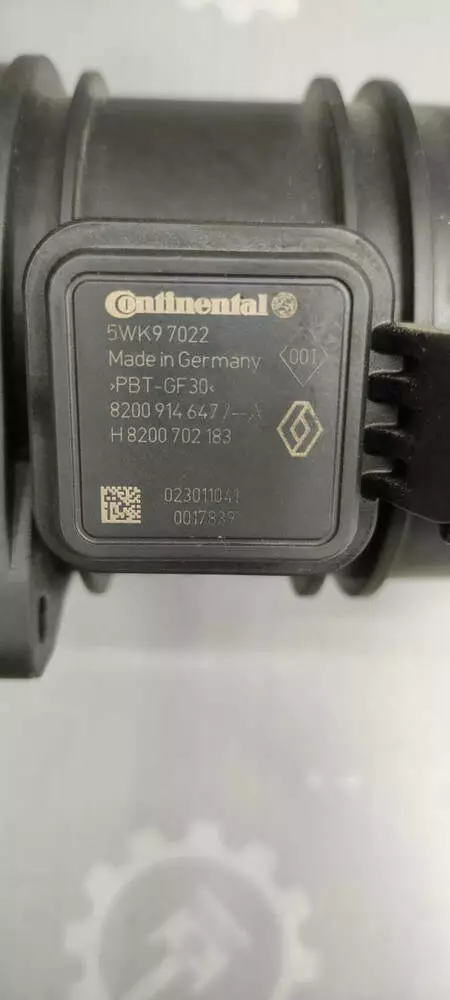 Continental
5WK9 7022
Made in Germany
001
>PBT-GF30<
8200 914 647 /--A
H 8200 702 183
023011041
0017839